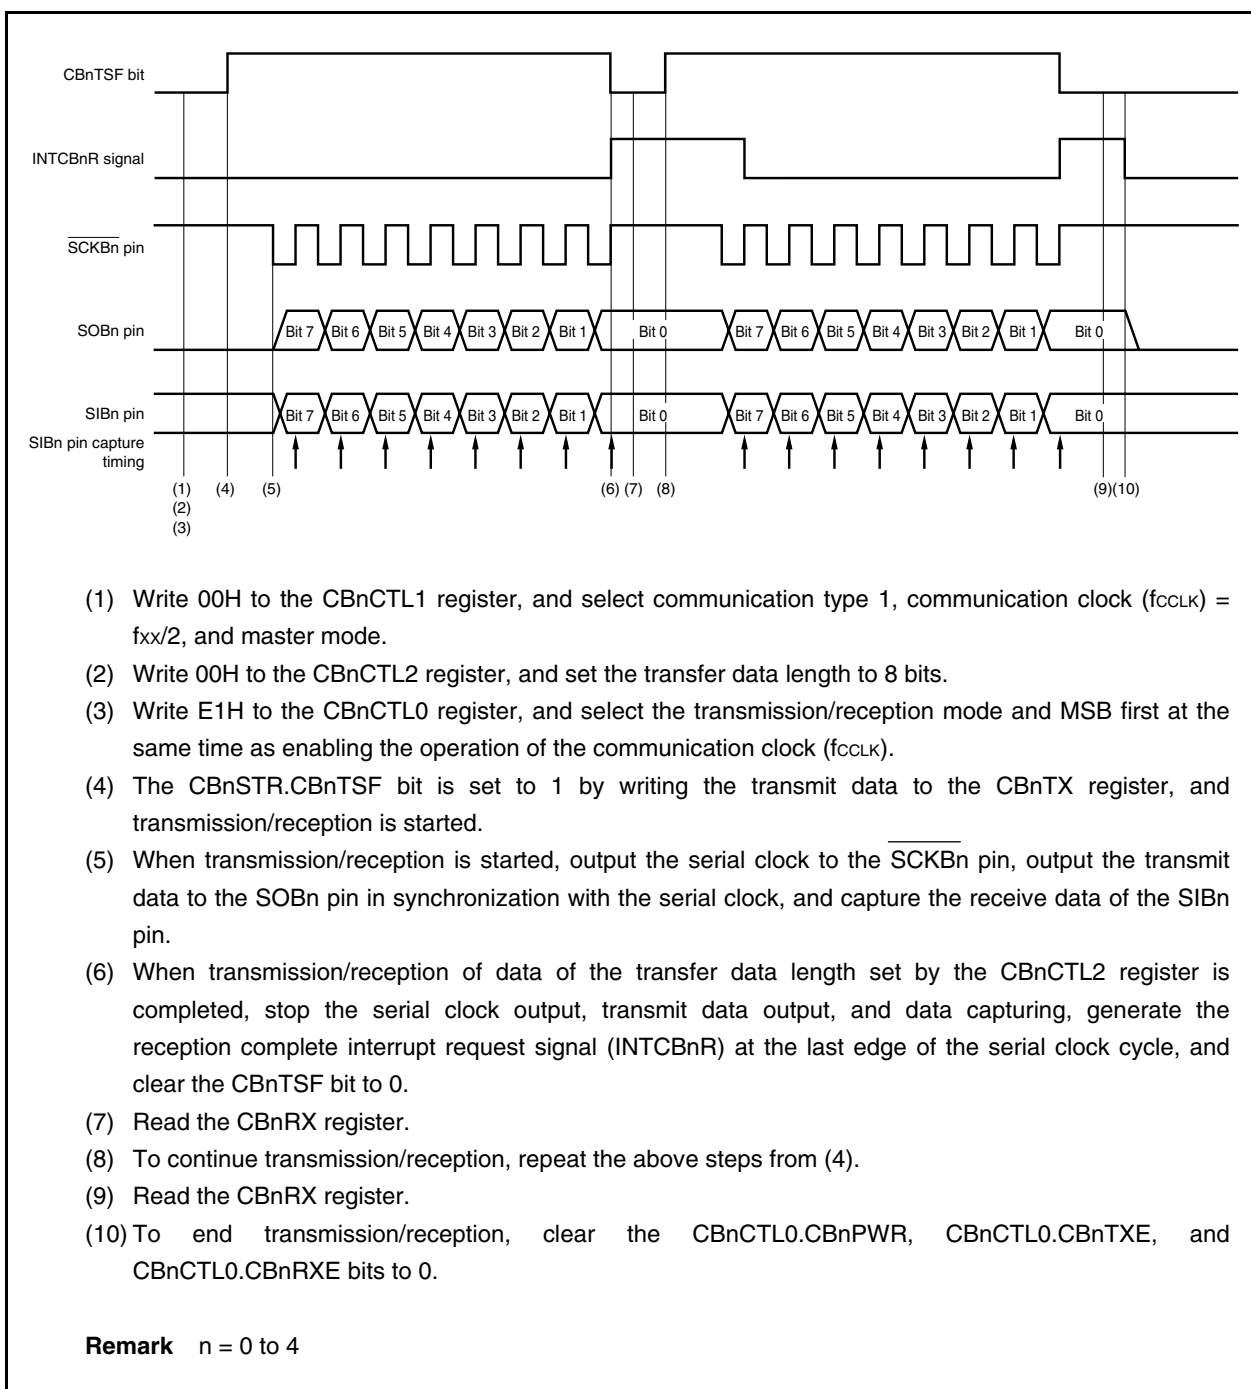 CBnTSF bit
INTCBnR signal
SCKBn pin
SOBn pin
Bit 7 Bit 6 Bit 5 Bit 4 Bit 3 Bit 2 Bit 1 Bit 0 Bit 7 Bit 6 Bit 5 Bit 4 Bit 3 Bit 2 Bit 1 Bit 0
SIBn pin
Bit 7 Bit 6 Bit 5 Bit 4 Bit 3 Bit 2 Bit 1 Bit 0 Bit 7 Bit 6 Bit 5 Bit 4 Bit 3 Bit 2 Bit 1 Bit 0
SIBn pin capture
timing
(1) (4) (5) (6) (7) (8) (9)(10)
(2)
(3)
(1) Write 00H to the CBnCTL1 register, and select communication type 1, communication clock (fCCLK) =
fxx/2, and master mode.
(2) Write 00H to the CBnCTL2 register, and set the transfer data length to 8 bits.
(3) Write E1H to the CBnCTL0 register, and select the transmission/reception mode and MSB first at the
same time as enabling the operation of the communication clock (fCCLK).
(4) The CBnSTR.CBnTSF bit is set to 1 by writing the transmit data to the CBnTX register, and
transmission/reception is started.
(5) When transmission/reception is started, output the serial clock to the SCKBn pin, output the transmit
data to the SOBn pin in synchronization with the serial clock, and capture the receive data of the SIBn
pin.
(6) When transmission/reception of data of the transfer data length set by the CBnCTL2 register is
completed, stop the serial clock output, transmit data output, and data capturing, generate the
reception complete interrupt request signal (INTCBnR) at the last edge of the serial clock cycle, and
clear the CBnTSF bit to 0.
(7) Read the CBnRX register.
(8) To continue transmission/reception, repeat the above steps from (4).
(9) Read the CBnRX register.
(10) To end transmission/reception, clear the CBnCTL0.CBnPWR, CBnCTL0.CBnTXE, and
CBnCTL0.CBnRXE bits to 0.
Remark n = 0 to 4